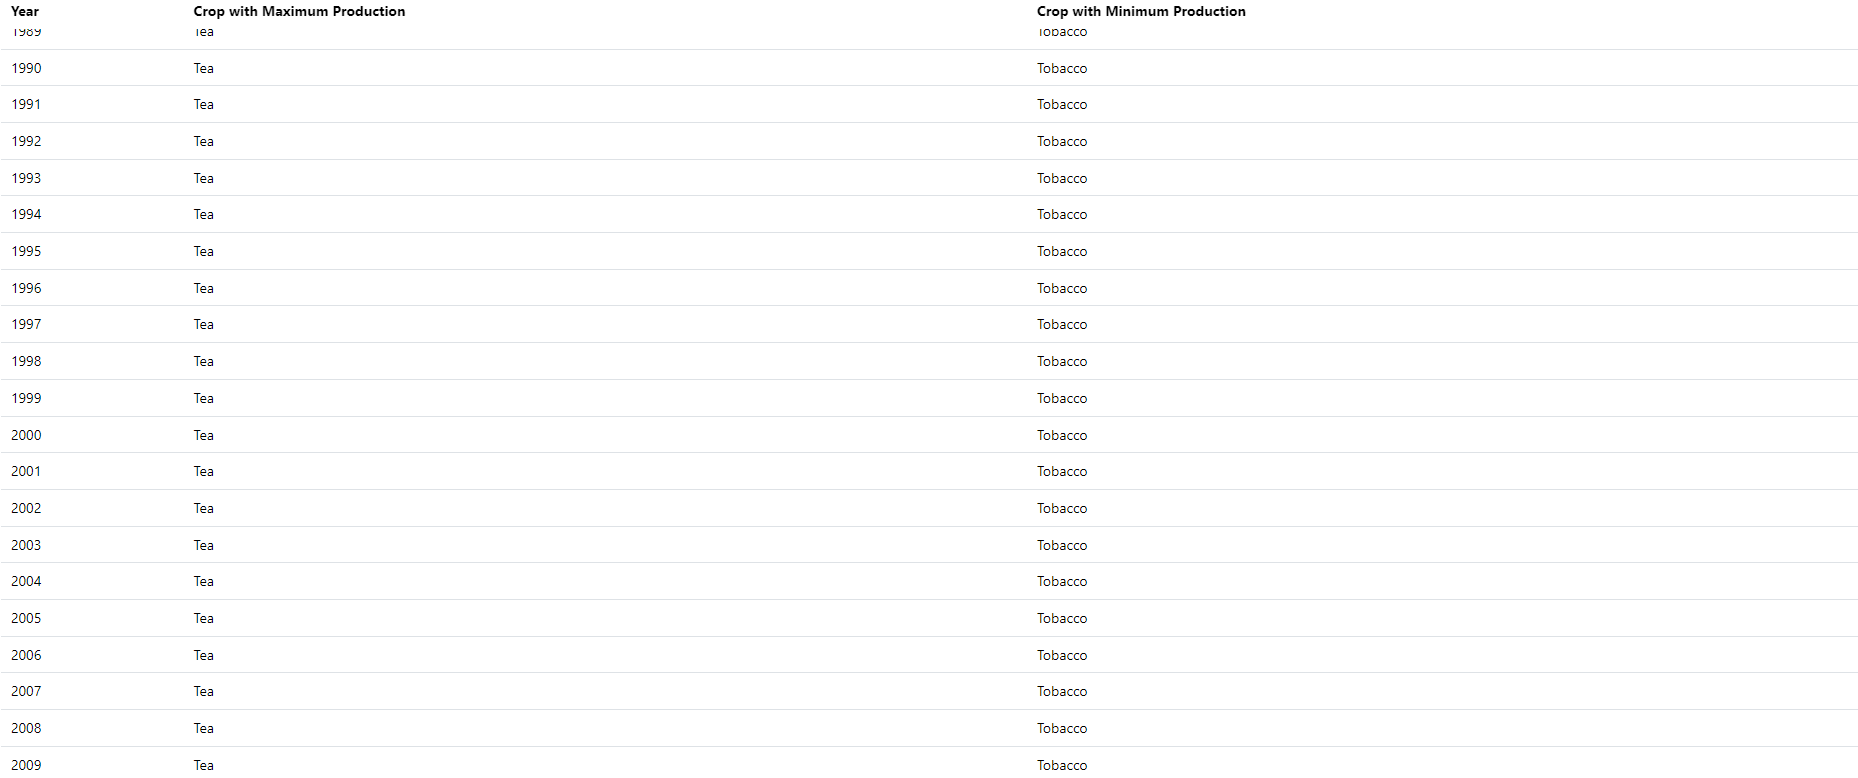 Year Crop with Maximum Production Crop with Minimum Production
1989 Tea Tobacco
1990 Tea Tobacco
1991 Tea Tobacco
1992 Tea Tobacco
1993 Tea Tobacco
1994 Tea Tobacco
1995 Tea Tobacco
1996 Tea Tobacco
1997 Tea Tobacco
1998 Tea Tobacco
1999 Tea Tobacco
2000 Tea Tobacco
2001 Tea Tobacco
2002 Tea Tobacco
2003 Tea Tobacco
2004 Tea Tobacco
2005 Tea Tobacco
2006 Tea Tobacco
2007 Tea Tobacco
2008 Tea Tobacco
2009 Tea Tobacco